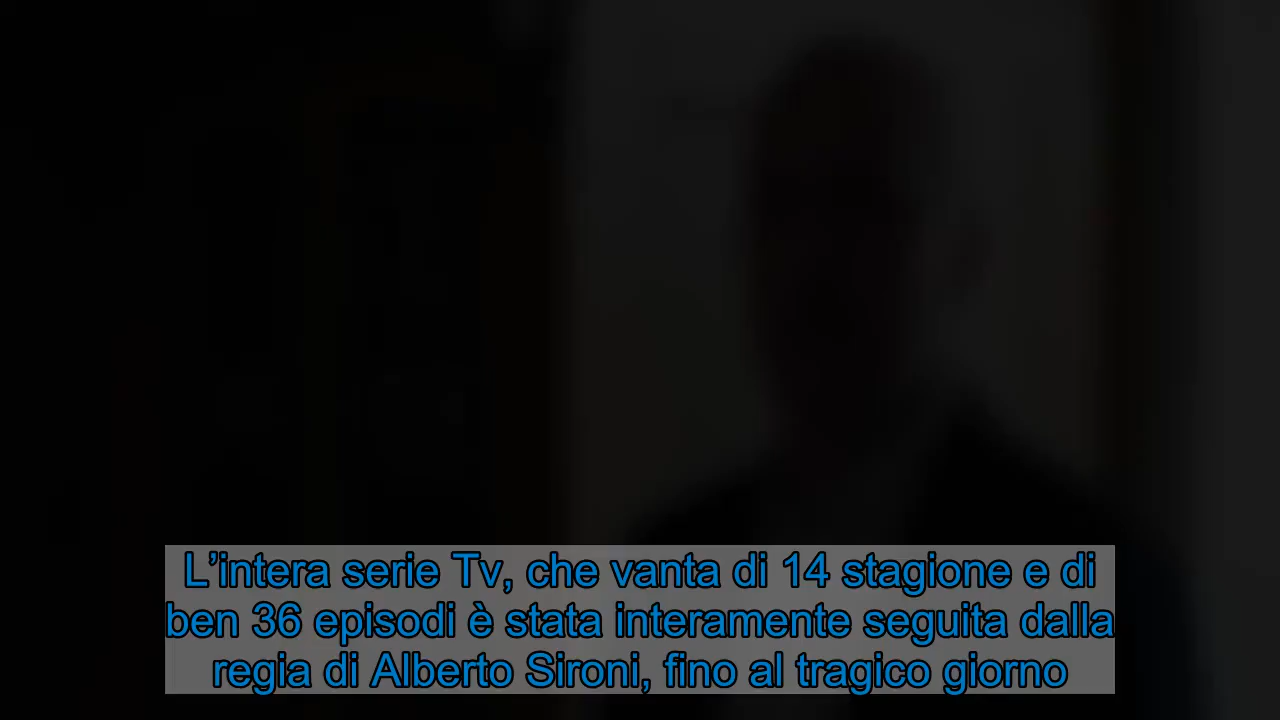 L’intera serie Tv, che vanta di 14 stagione e di
ben 36 episodi è stata interamente seguita dalla
regia di Alberto Sironi, fino al tragico giorno